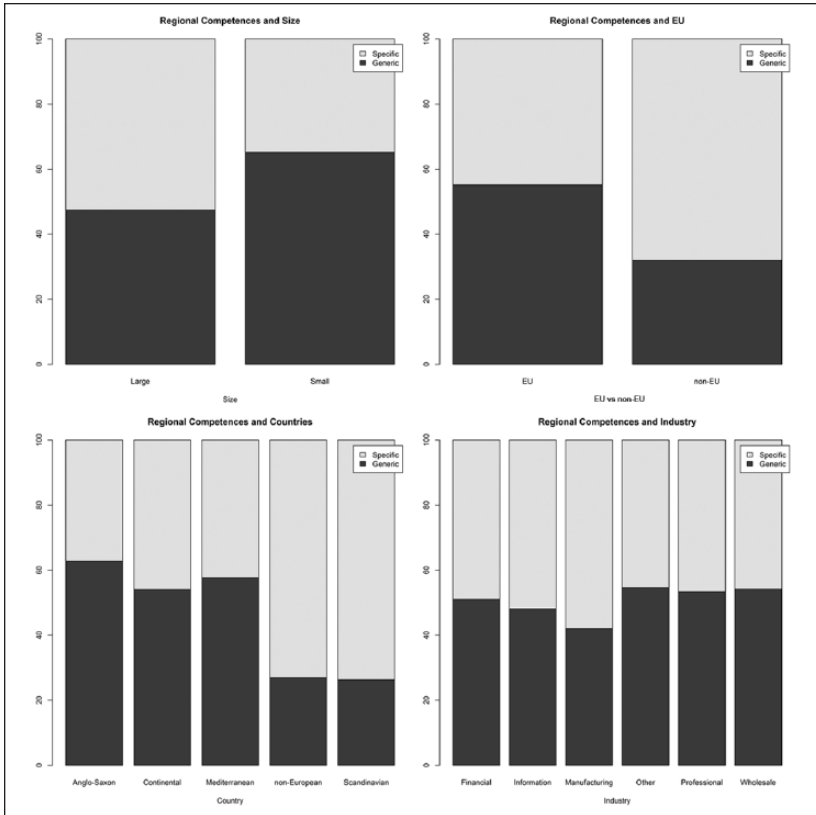 Regional Competences and Size
Specific
Generic
100
80
60
40
20
0
Large Small
Size
Regional Competences and EU
Specific
Generic
100
80
60
40
20
0
EU non-EU
EU vs non-EU
Regional Competences and Countries
Specific
Generic
100
80
60
40
20
0
Anglo-Saxon Continental Mediterranean non-European Scandinavian
Country
Regional Competences and Industry
Specific
Generic
100
80
60
40
20
0
Financial Information Manufacturing Other Professional Wholesale
Industry